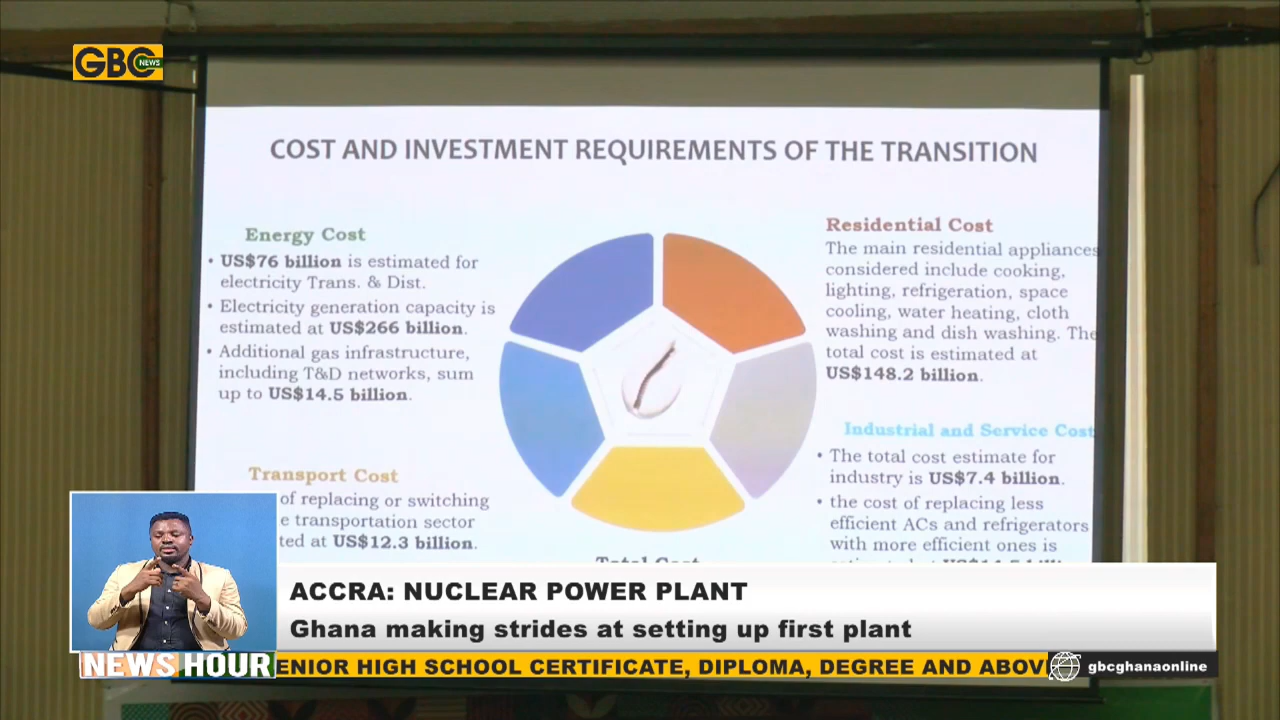 GBC NEWS
COST AND INVESTMENT REQUIREMENTS OF THE TRANSITION
Energy Cost
• US$76 billion is estimated for
electricity Trans. & Dist.
• Electricity generation capacity is
estimated at US$266 billion.
• Additional gas infrastructure,
including T&D networks, sum
up to US$14.5 billion.
Transport Cost
of replacing or switching
e transportation sector
ted at US$12.3 billion.
Residential Cost
The main residential appliances
considered include cooking,
lighting, refrigeration, space
cooling, water heating, cloth
washing and dish washing. The
total cost is estimated at
US$148.2 billion.
Industrial and Service Cost
• The total cost estimate for
industry is US$7.4 billion.
• the cost of replacing less
efficient ACs and refrigerators
with more efficient ones is
Total Cost
ACCRA: NUCLEAR POWER PLANT
Ghana making strides at setting up first plant
NEWS HOUR
ENIOR HIGH SCHOOL CERTIFICATE, DIPLOMA, DEGREE AND ABOV
gbcghanaonline